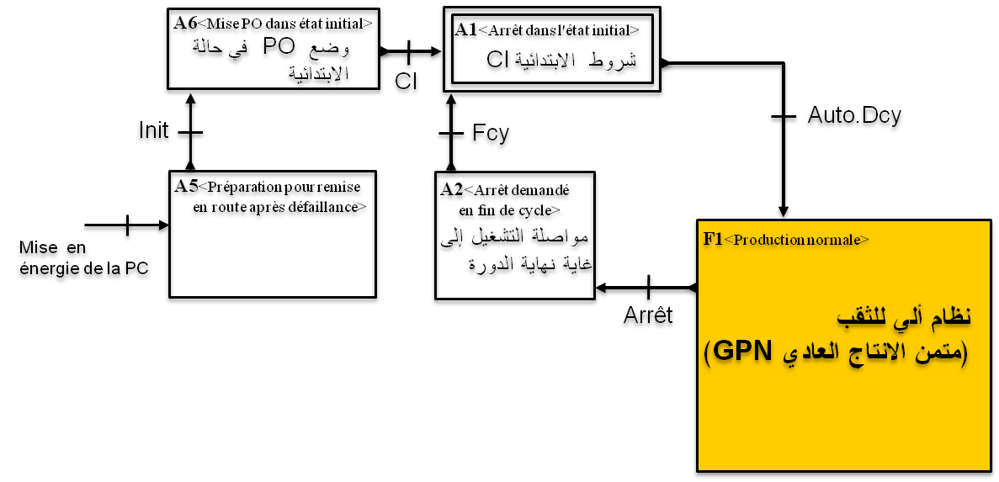 A6<Mise PO dans état initial>
وضع PO في حالة
الابتدائية
CI
A1<Arrêt dans l'état initial>
شروط الابتدائية CI
Auto.Dcy
Init
Fcy
A5<Préparation pour remise
en route après défaillance>
Mise en
énergie de la PC
A2<Arrêt demandé
en fin de cycle>
مواصلة التشغيل إلى
غاية نهاية الدورة
Arrêt
F1<Production normale>
نظام ألي للثقب
(متمن الانتاج العادي GPN)